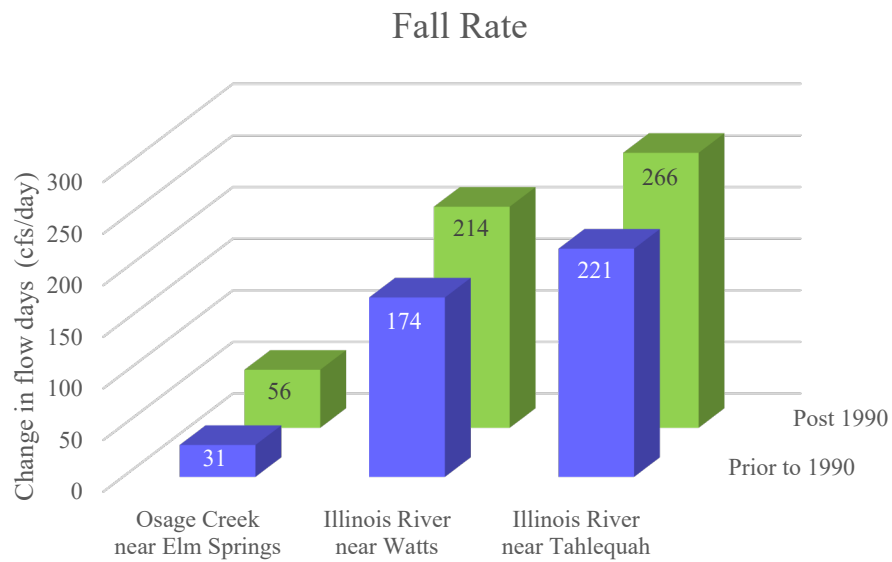 Fall Rate
Change in flow days (cfs/day)
300
250
200
150
100
50
0
266
214
221
174
56
31
Post 1990
Prior to 1990
Osage Creek
near Elm Springs
Illinois River
near Watts
Illinois River
near Tahlequah